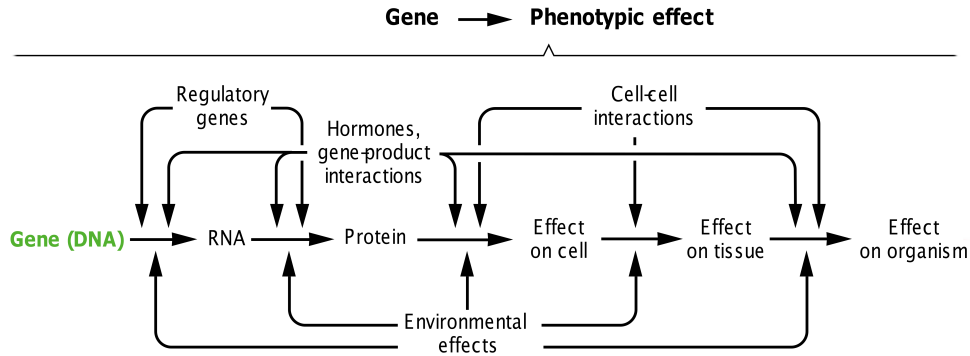 Gene Phenotypic effect
Regulatory
genes
Cell-cell
interactions
Hormones,
gene-product
interactions
Gene (DNA)
RNA
Protein
Effect
on cell
Effect
on tissue
Effect
on organism
Environmental
effects